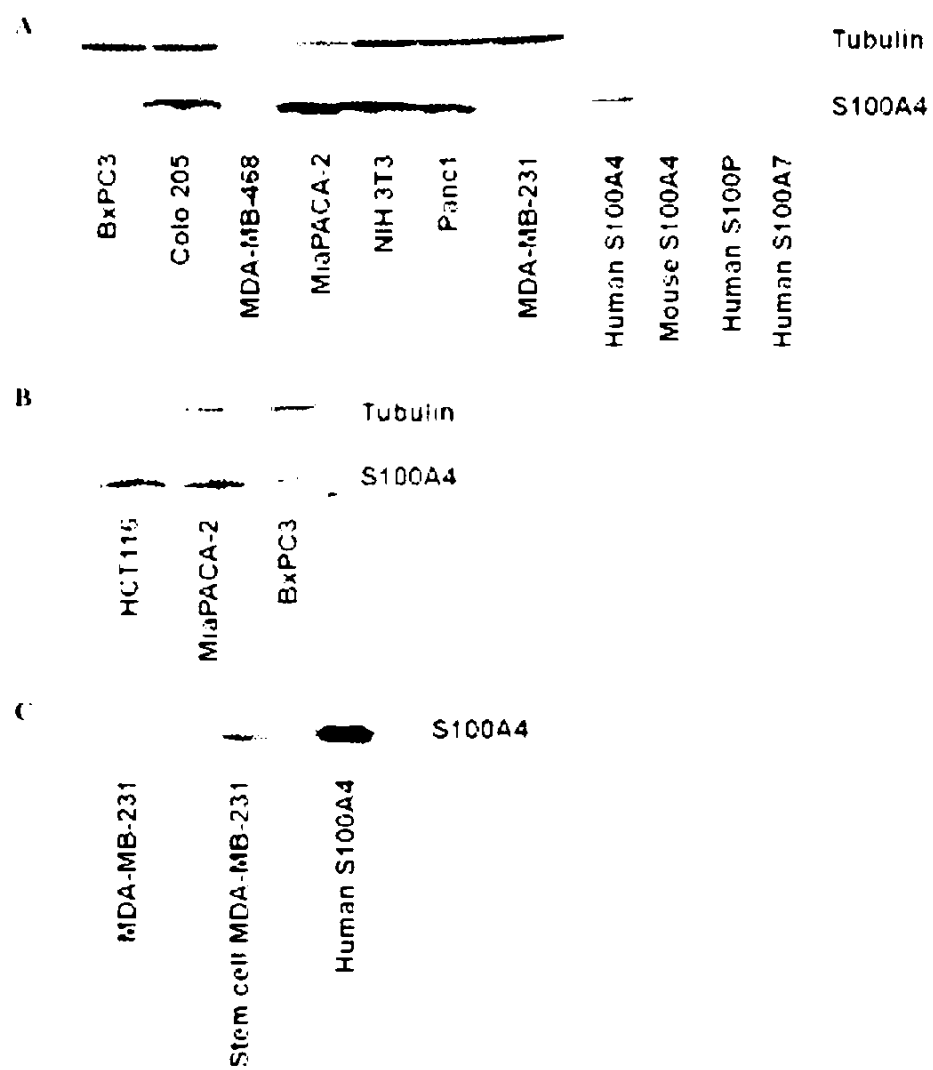 A
Tubulin
S100A4
BxPC3
Colo 205
MDA-MB-468
MiaPACA-2
NIH 3T3
Panc1
MDA-MB-231
Human S100A4
Mouse S100A4
Human S100P
Human S100A7
B
Tubulin
S100A4
HCT116
MiaPACA-2
BxPC3
C
S100A4
MDA-MB-231
Stem cell MDA-MB-231
Human S100A4